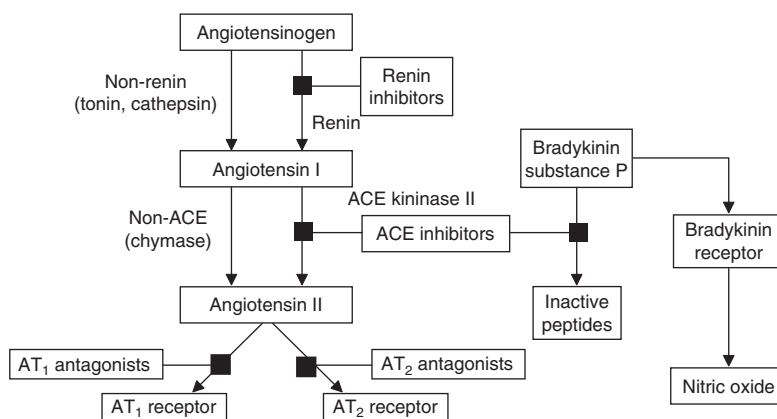 Angiotensinogen
Non-renin
(tonin, cathepsin)
Renin
inhibitors
Renin
Angiotensin I
Bradykinin
substance P
ACE kininase II
Non-ACE
(chymase)
ACE inhibitors
Bradykinin
receptor
Angiotensin II
Inactive
peptides
AT₁ antagonists
AT₂ antagonists
AT₁ receptor
AT₂ receptor
Nitric oxide